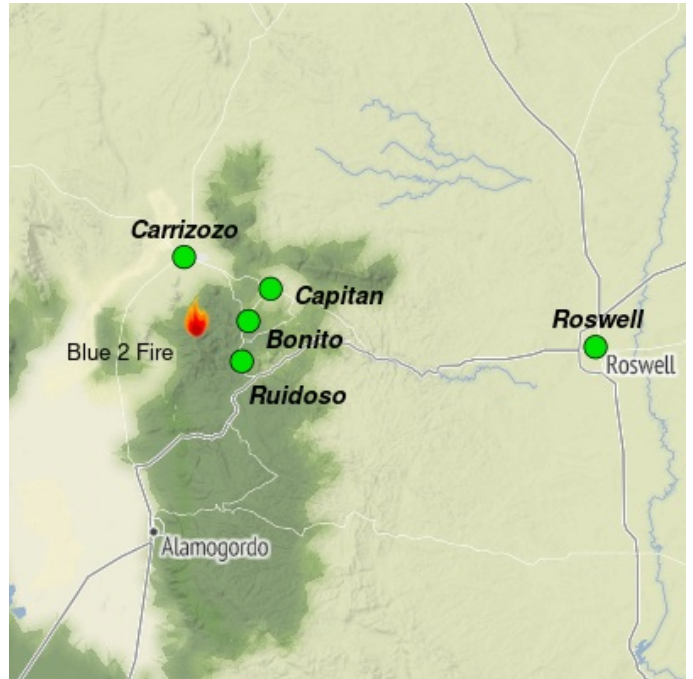 Carrizozo
Capitan
Roswell
Bonito
Blue 2 Fire
Roswell
Ruidoso
Alamogordo